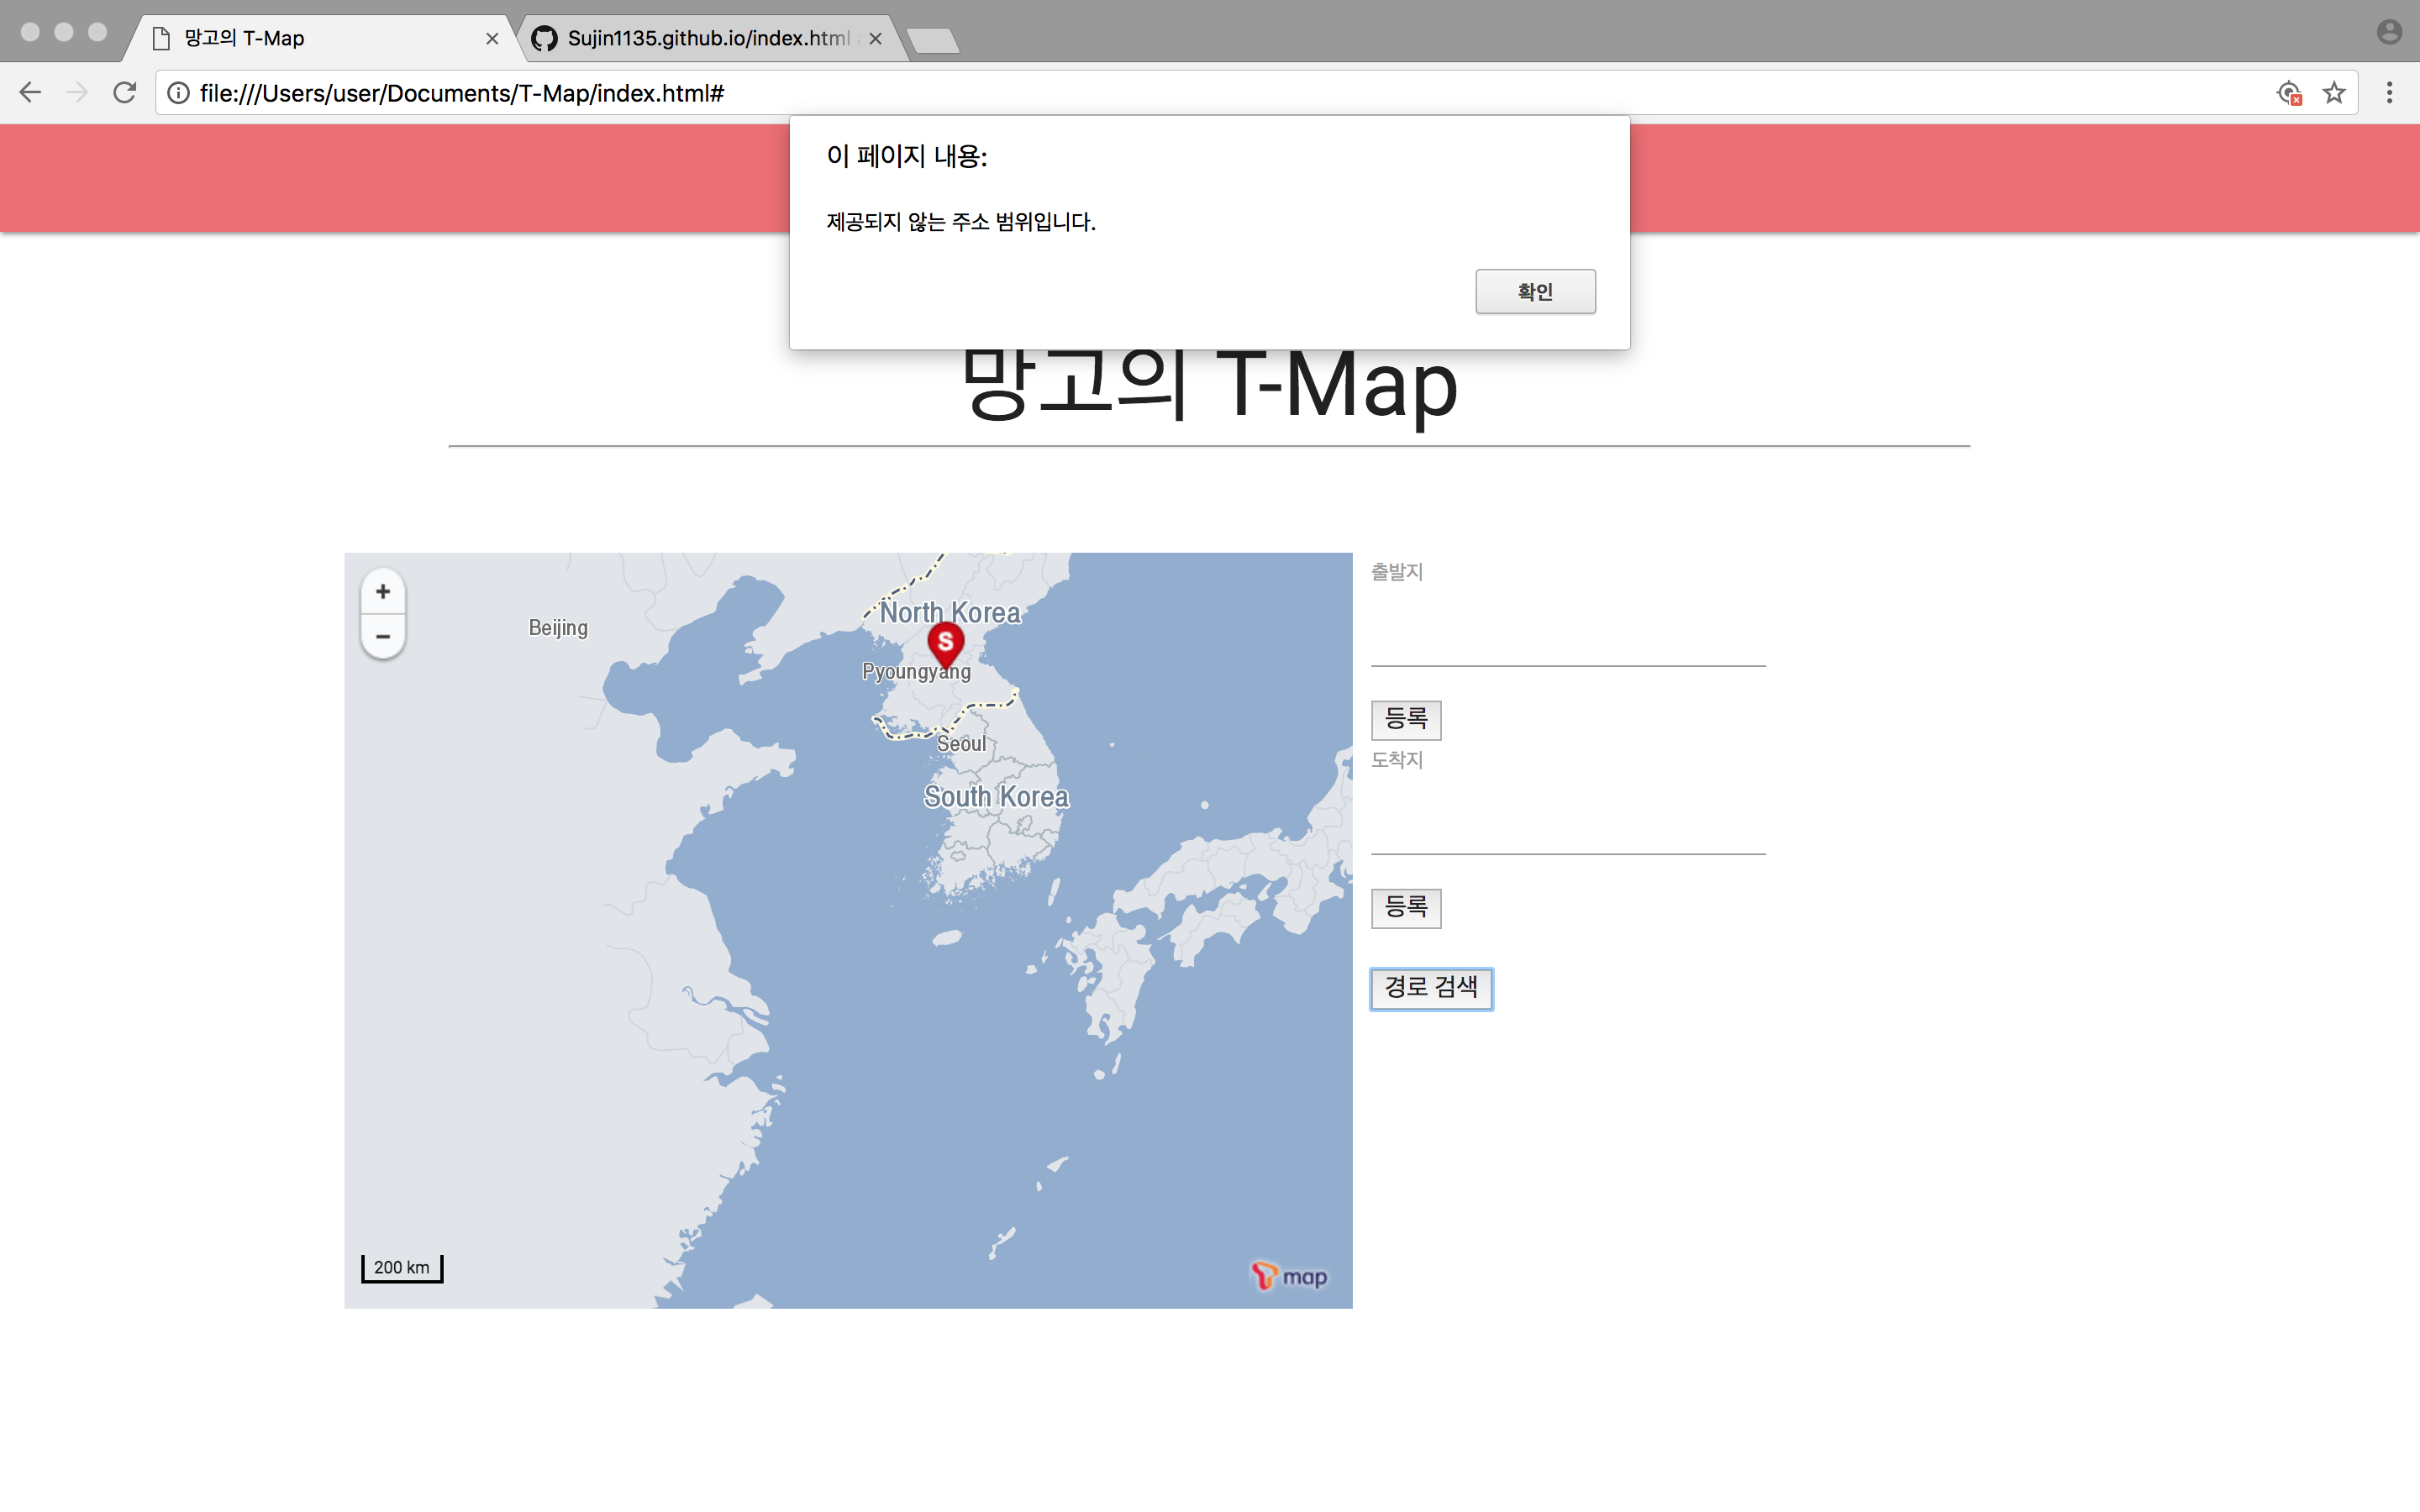 망고의 T-Map
Sujin1135.github.io/index.html
file:///Users/user/Documents/T-Map/index.html#
이 페이지 내용:
제공되지 않는 주소 범위입니다.
확인
망고의 T-Map
+
−
Beijing
North Korea
S
Pyoungyang
Seoul
South Korea
200 km
map
출발지
등록
도착지
등록
경로 검색